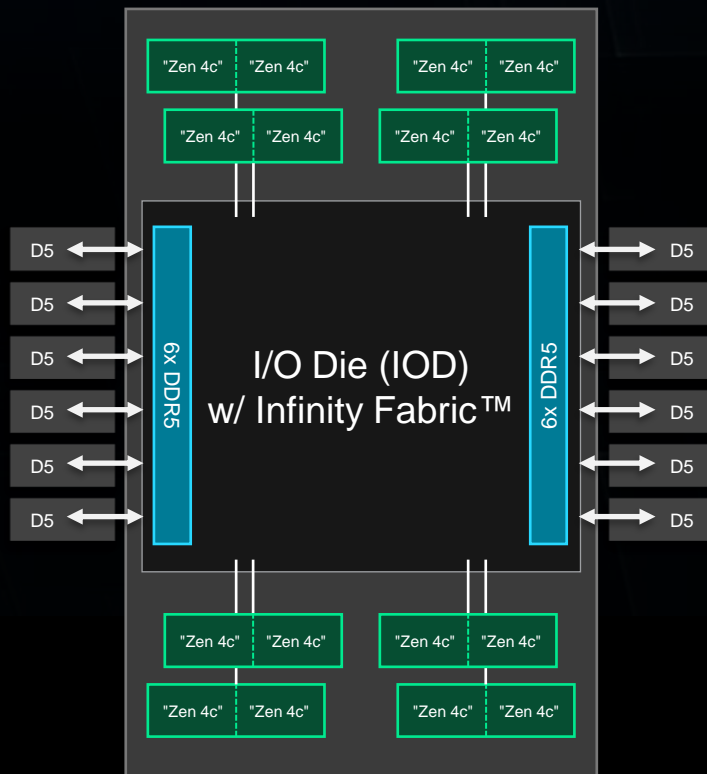 "Zen 4c" "Zen 4c" "Zen 4c" "Zen 4c"
"Zen 4c" "Zen 4c" "Zen 4c" "Zen 4c"
D5 D5
D5 D5
D5 D5
D5 D5
D5 D5
D5 D5
6x DDR5
I/O Die (IOD)
w/ Infinity Fabric™
6x DDR5
"Zen 4c" "Zen 4c" "Zen 4c" "Zen 4c"
"Zen 4c" "Zen 4c" "Zen 4c" "Zen 4c"